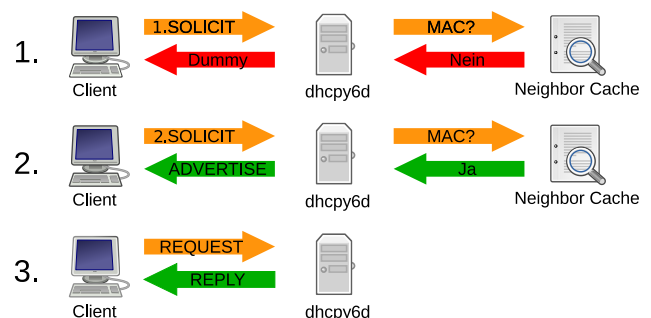 1.
1.SOLICIT
MAC?
Dummy
Nein
Client
dhcpy6d
Neighbor Cache
2.
2.SOLICIT
MAC?
ADVERTISE
Ja
Client
dhcpy6d
Neighbor Cache
3.
REQUEST
REPLY
Client
dhcpy6d